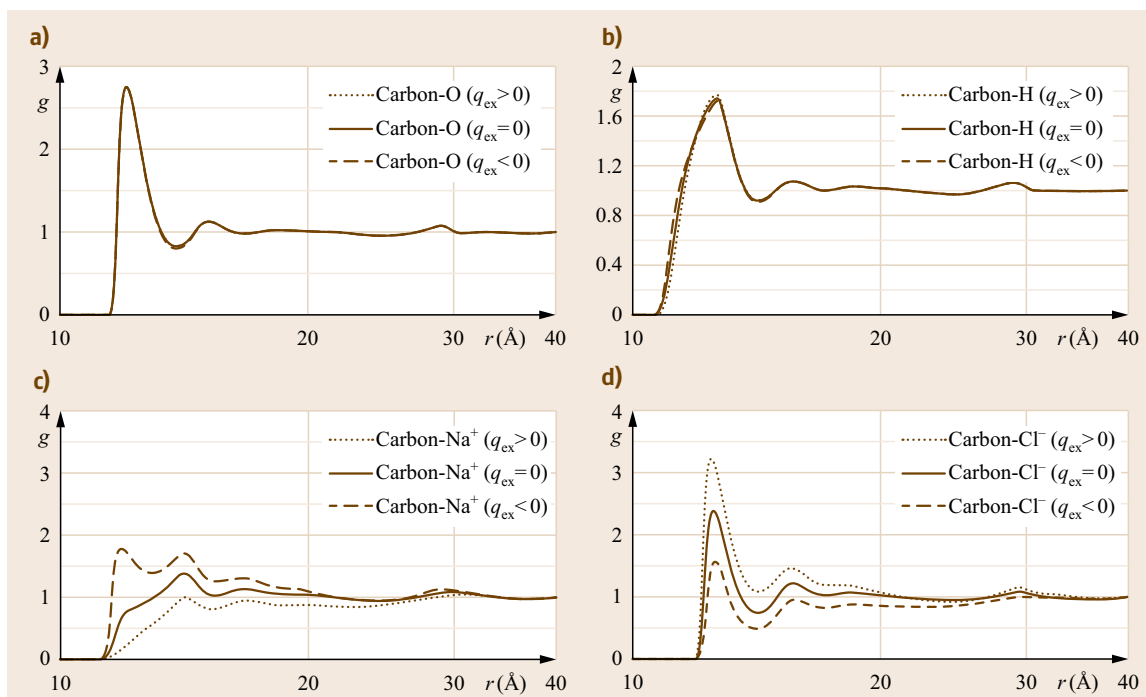 a)
3
g
2
1
0
Carbon-O (qex>0)
Carbon-O (qex=0)
Carbon-O (qex<0)
10
20
30
40
r (Å)
b)
2
g
1.6
1.2
0.8
0.4
0
Carbon-H (qex>0)
Carbon-H (qex=0)
Carbon-H (qex<0)
10
20
30
40
r (Å)
c)
4
g
3
2
1
0
Carbon-Na⁺ (qex>0)
Carbon-Na⁺ (qex=0)
Carbon-Na⁺ (qex<0)
10
20
30
40
r (Å)
d)
4
g
3
2
1
0
Carbon-Cl⁻ (qex>0)
Carbon-Cl⁻ (qex=0)
Carbon-Cl⁻ (qex<0)
10
20
30
40
r (Å)